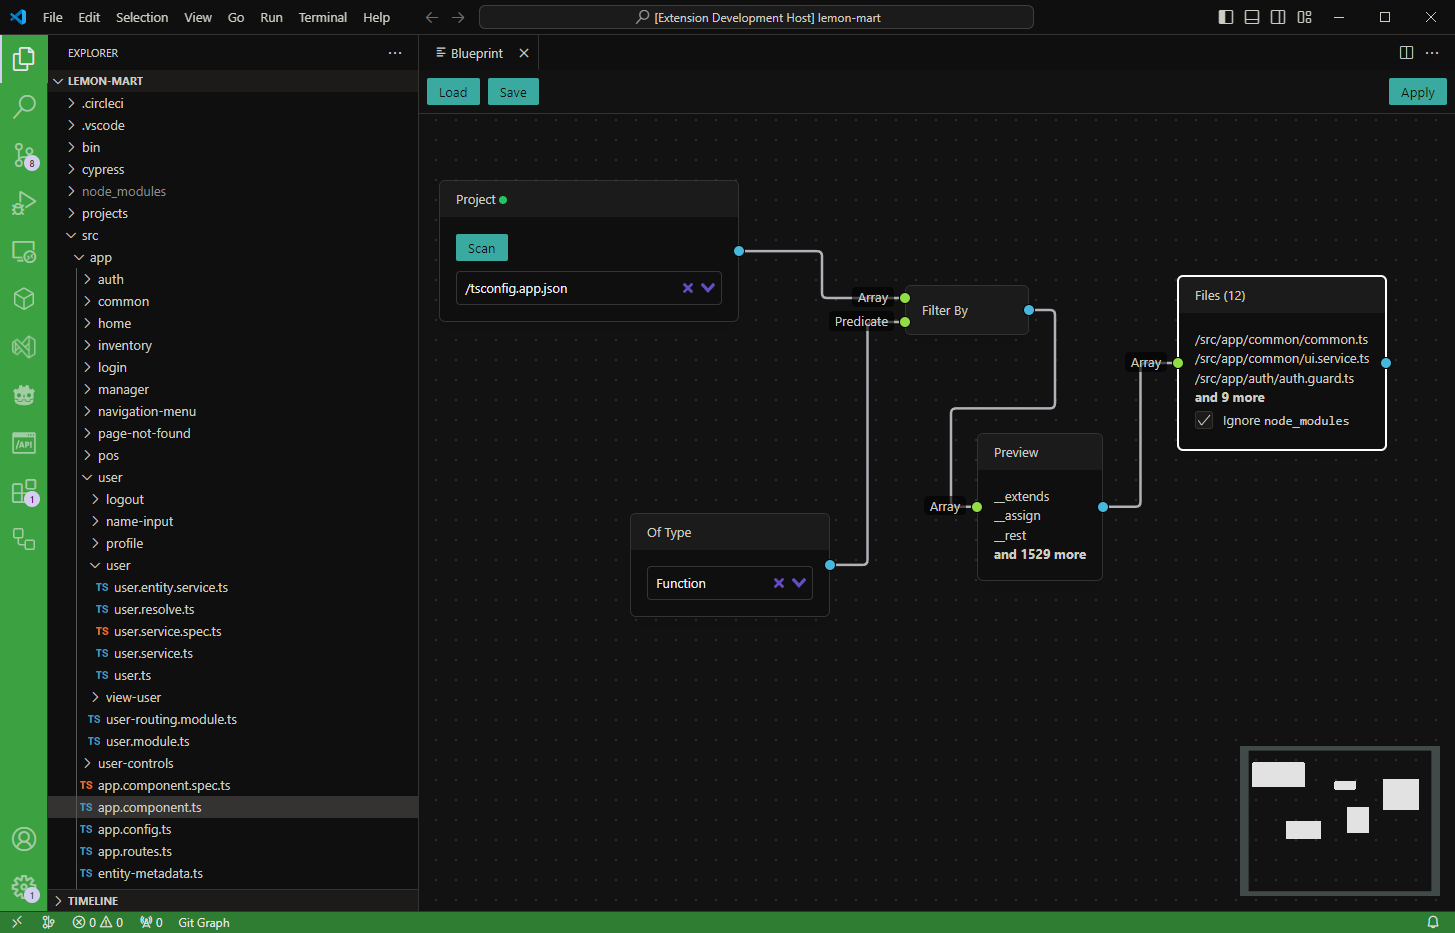 File Edit Selection View Go Run Terminal Help
[Extension Development Host] lemon-mart
EXPLORER
LEMON-MART
.circleci
.vscode
bin
cypress
node_modules
projects
src
app
auth
common
home
inventory
login
manager
navigation-menu
page-not-found
pos
user
logout
name-input
profile
user
TS user.entity.service.ts
TS user.resolve.ts
TS user.service.spec.ts
TS user.service.ts
TS user.ts
view-user
TS user-routing.module.ts
TS user.module.ts
user-controls
TS app.component.spec.ts
TS app.component.ts
TS app.config.ts
TS app.routes.ts
TS entity-metadata.ts
TIMELINE
8
/API
1
1
Blueprint
Load Save Apply
Project
Scan
/tsconfig.app.json
Array
Predicate
Filter By
Of Type
Function
Array
Preview
__extends
__assign
__rest
and 1529 more
Array
Files (12)
/src/app/common/common.ts
/src/app/common/ui.service.ts
/src/app/auth/auth.guard.ts
and 9 more
Ignore node_modules
0 0 0 Git Graph